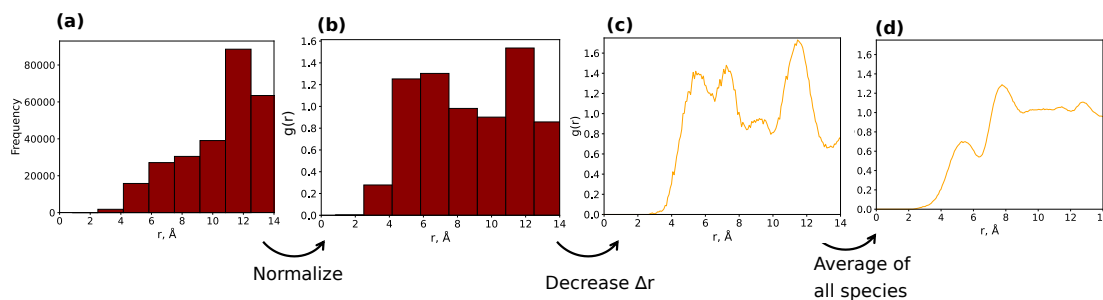 (a)
(b)
(c)
(d)
80000
60000
40000
20000
0
Frequency
0 2 4 6 8 10 12 14
r, Å
1.6
1.4
1.2
1.0
0.8
0.6
0.4
0.2
0.0
g(r)
0 2 4 6 8 10 12 14
r, Å
1.6
1.4
1.2
1.0
0.8
0.6
0.4
0.2
0.0
g(r)
0 2 4 6 8 10 12 14
r, Å
1.6
1.4
1.2
1.0
0.8
0.6
0.4
0.2
0.0
0 2 4 6 8 10 12 14
r, Å
Normalize
Decrease Δr
Average of
all species